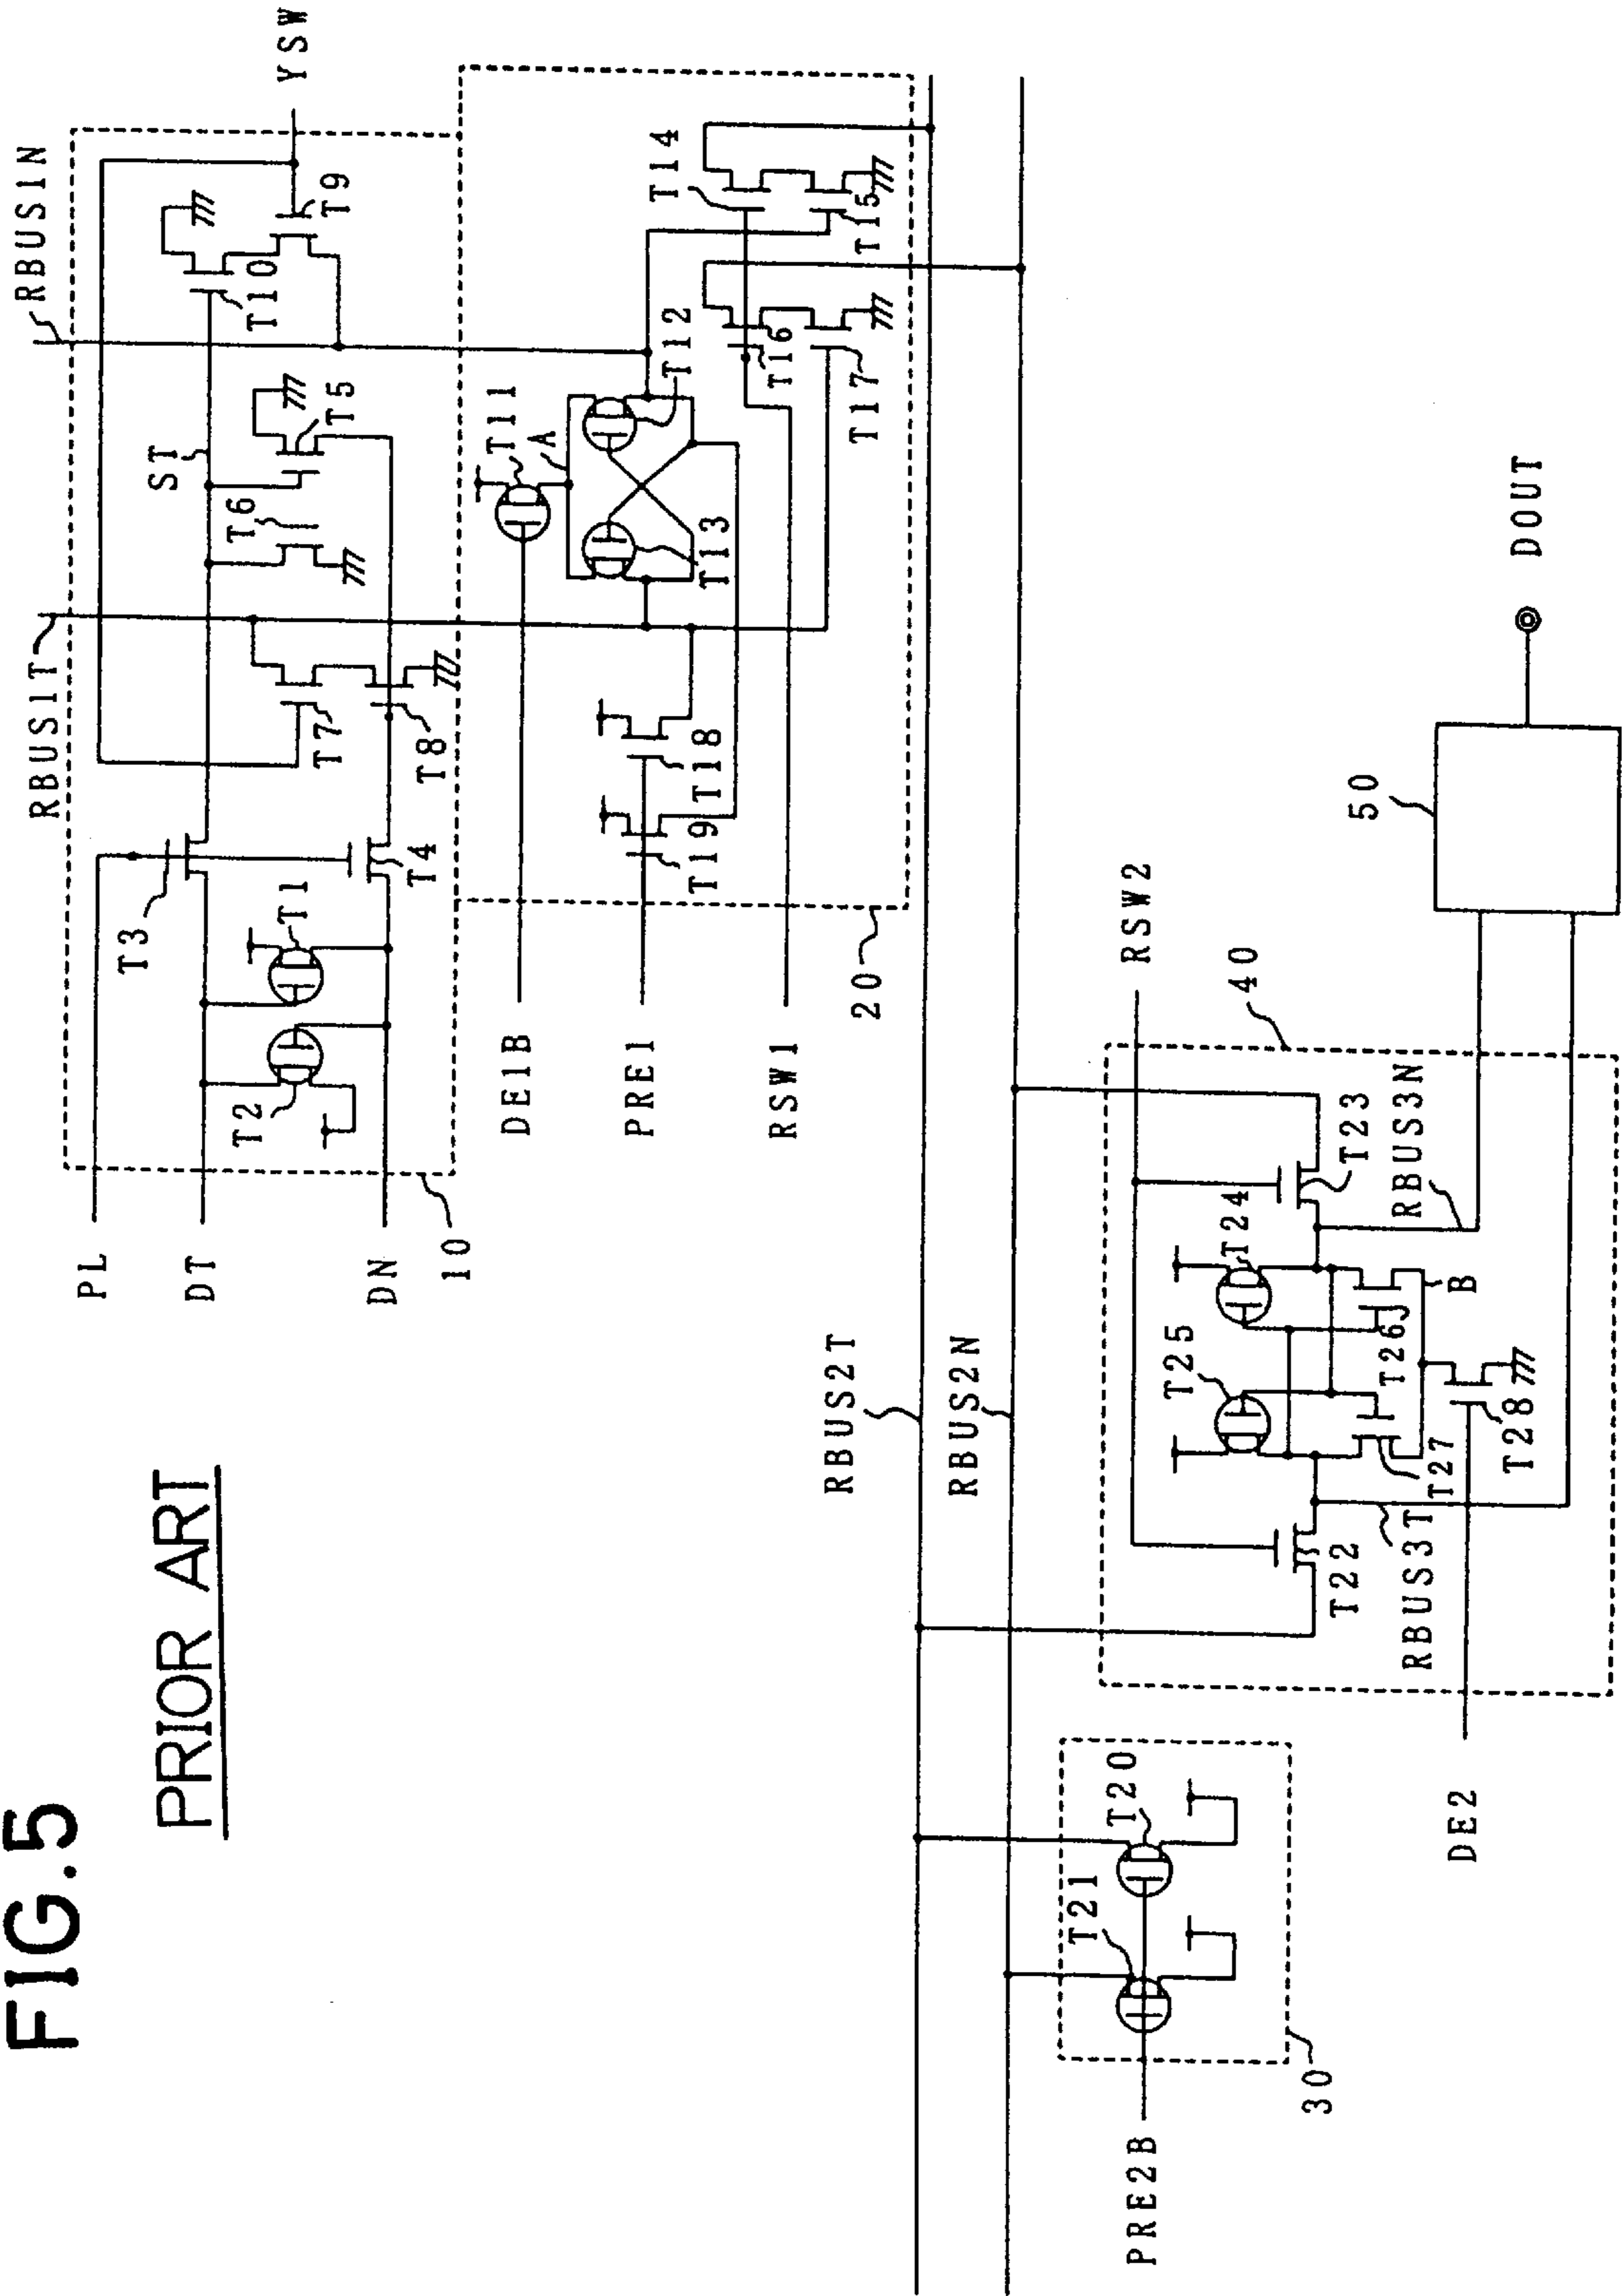 FIG.5
PRIOR ART
RBUS1N
YSW
RBUS1T
T9
T10
ST
T5
T6
T7
T8
T3
T4
T1
T2
PL
DT
DN
10
T14
T15
T12
T16
T17
T11
A
T13
T18
T19
20
DE1B
PRE1
RSW1
RBUS2T
RBUS2N
RSW2
40
50
DOUT
T23
RBUS3N
T24
T25
T26
B
T27
T28
T22
RBUS3T
DE2
T20
T21
30
PRE2B